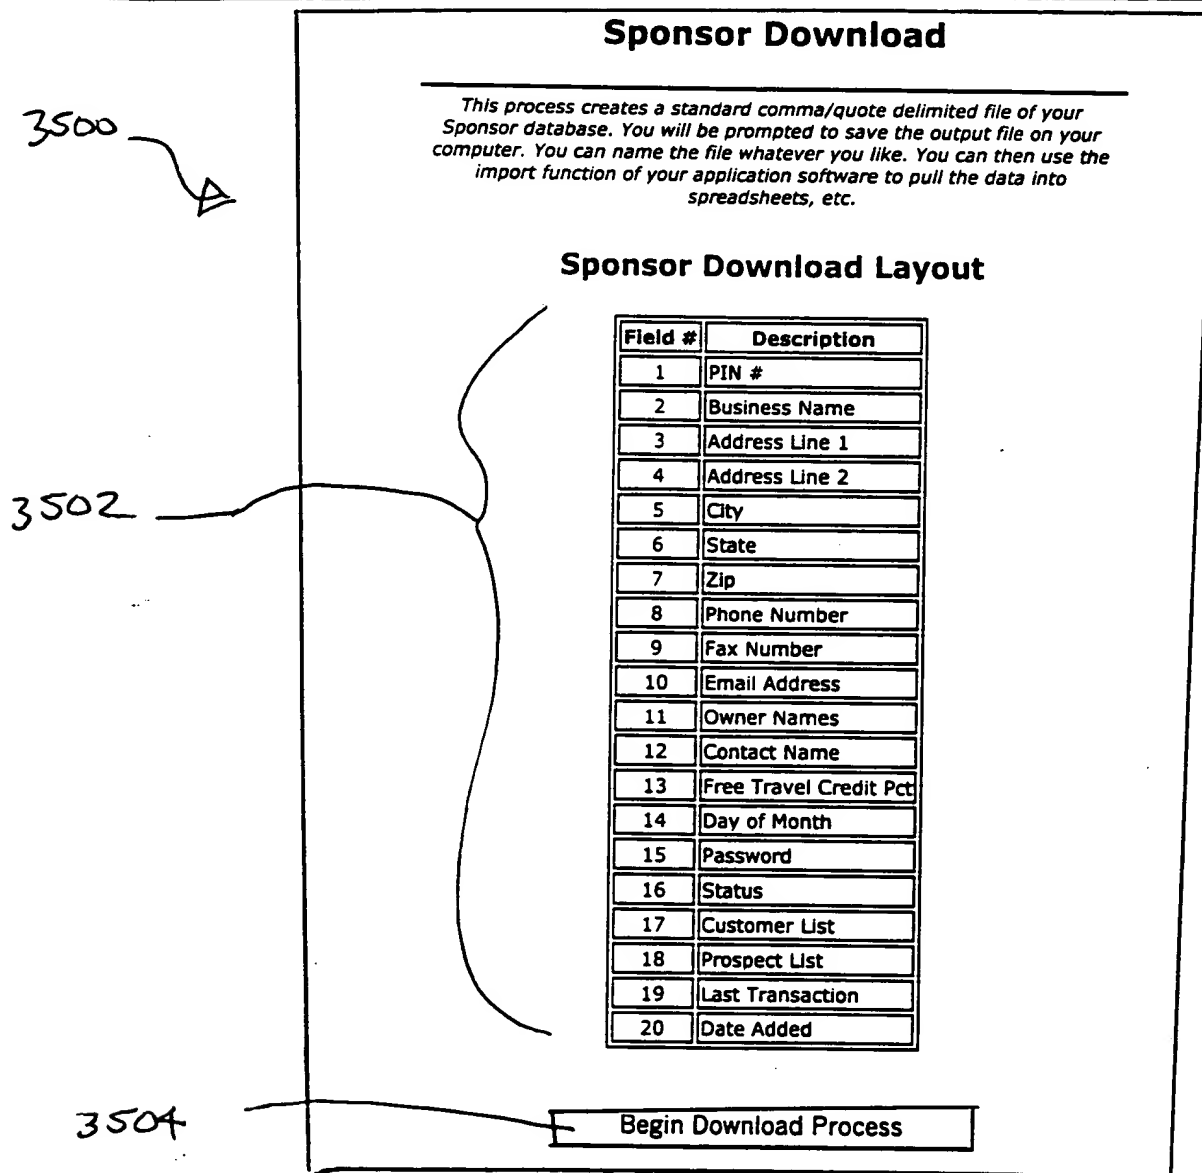 Sponsor Download
3500
This process creates a standard comma/quote delimited file of your
Sponsor database. You will be prompted to save the output file on your
computer. You can name the file whatever you like. You can then use the
import function of your application software to pull the data into
spreadsheets, etc.
Sponsor Download Layout
Field # Description
1 PIN #
2 Business Name
3 Address Line 1
4 Address Line 2
3502
5 City
6 State
7 Zip
8 Phone Number
9 Fax Number
10 Email Address
11 Owner Names
12 Contact Name
13 Free Travel Credit Pct
14 Day of Month
15 Password
16 Status
17 Customer List
18 Prospect List
19 Last Transaction
20 Date Added
3504
Begin Download Process